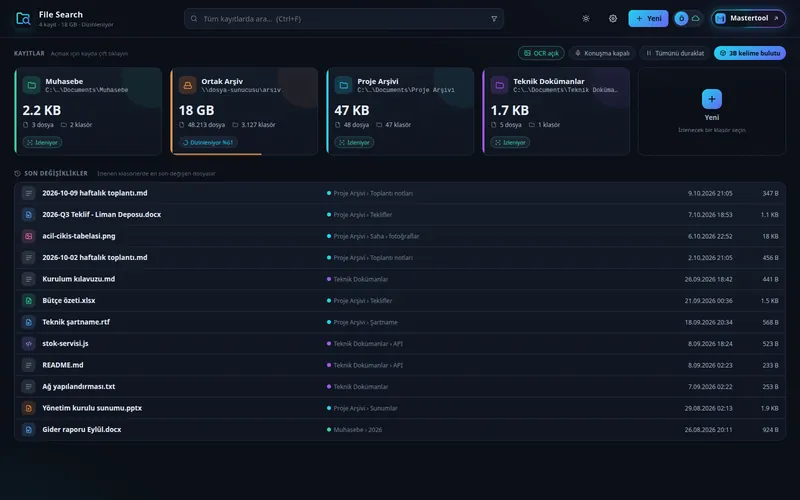 File Search
4 kayıt · 18 GB · Dizinleniyor
Tüm kayıtlarda ara... (Ctrl+F)
Yeni
Ö
Mastertool ↗
KAYITLAR Açmak için kayda çift tıklayın
OCR açık
Konuşma kapalı
Tümünü duraklat
3B kelime bulutu
Muhasebe
C:\…\Documents\Muhasebe
2.2 KB
3 dosya 2 klasör
İzleniyor
Ortak Arşiv
\\dosya-sunucusu\arsiv
18 GB
48.213 dosya 3.127 klasör
Dizinleniyor %61
Proje Arşivi
C:\…\Documents\Proje Arşivi
47 KB
48 dosya 47 klasör
İzleniyor
Teknik Dokümanlar
C:\…\Documents\Teknik Doküma…
1.7 KB
5 dosya 1 klasör
İzleniyor
Yeni
İzlenecek bir klasör seçin
SON DEĞİŞİKLİKLER İzlenen klasörlerde en son değişen dosyalar
2026-10-09 haftalık toplantı.md Proje Arşivi › Toplantı notları 9.10.2026 21:05 347 B
2026-Q3 Teklif - Liman Deposu.docx Proje Arşivi › Teklifler 7.10.2026 18:53 1.1 KB
acil-cikis-tabelasi.png Proje Arşivi › Saha › fotoğraflar 6.10.2026 22:52 18 KB
2026-10-02 haftalık toplantı.md Proje Arşivi › Toplantı notları 2.10.2026 21:05 456 B
Kurulum kılavuzu.md Teknik Dokümanlar 26.09.2026 18:42 441 B
Bütçe özeti.xlsx Proje Arşivi › Teklifler 21.09.2026 00:36 1.5 KB
Teknik şartname.rtf Proje Arşivi › Şartname 18.09.2026 20:34 568 B
stok-servisi.js Teknik Dokümanlar › API 8.09.2026 18:24 523 B
README.md Teknik Dokümanlar › API 8.09.2026 02:23 233 B
Ağ yapılandırması.txt Teknik Dokümanlar 7.09.2026 02:22 253 B
Yönetim kurulu sunumu.pptx Proje Arşivi › Sunumlar 29.08.2026 02:13 1.9 KB
Gider raporu Eylül.docx Muhasebe › 2026 26.08.2026 20:11 924 B